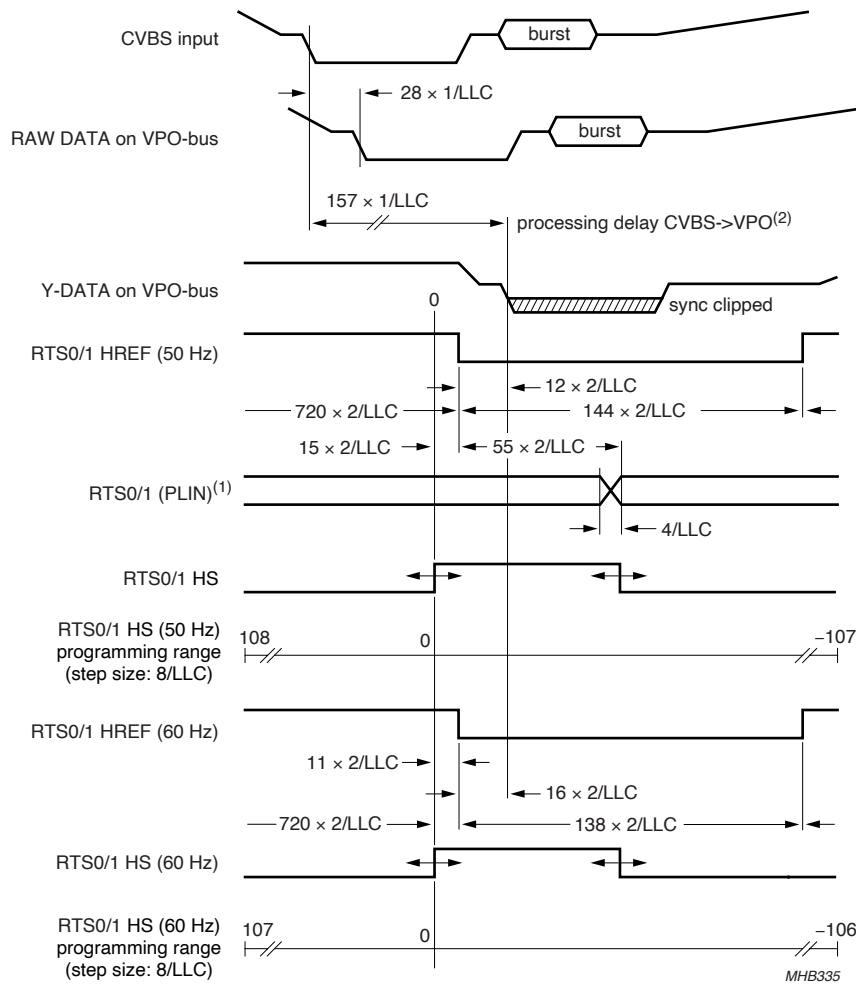 CVBS input
burst
28 × 1/LLC
RAW DATA on VPO-bus
burst
157 × 1/LLC
processing delay CVBS->VPO(2)
Y-DATA on VPO-bus
0
sync clipped
RTS0/1 HREF (50 Hz)
12 × 2/LLC
720 × 2/LLC
144 × 2/LLC
15 × 2/LLC
55 × 2/LLC
RTS0/1 (PLIN)(1)
4/LLC
RTS0/1 HS
RTS0/1 HS (50 Hz)
programming range
(step size: 8/LLC)
108
0
−107
RTS0/1 HREF (60 Hz)
11 × 2/LLC
16 × 2/LLC
720 × 2/LLC
138 × 2/LLC
RTS0/1 HS (60 Hz)
RTS0/1 HS (60 Hz)
programming range
(step size: 8/LLC)
107
0
−106
MHB335